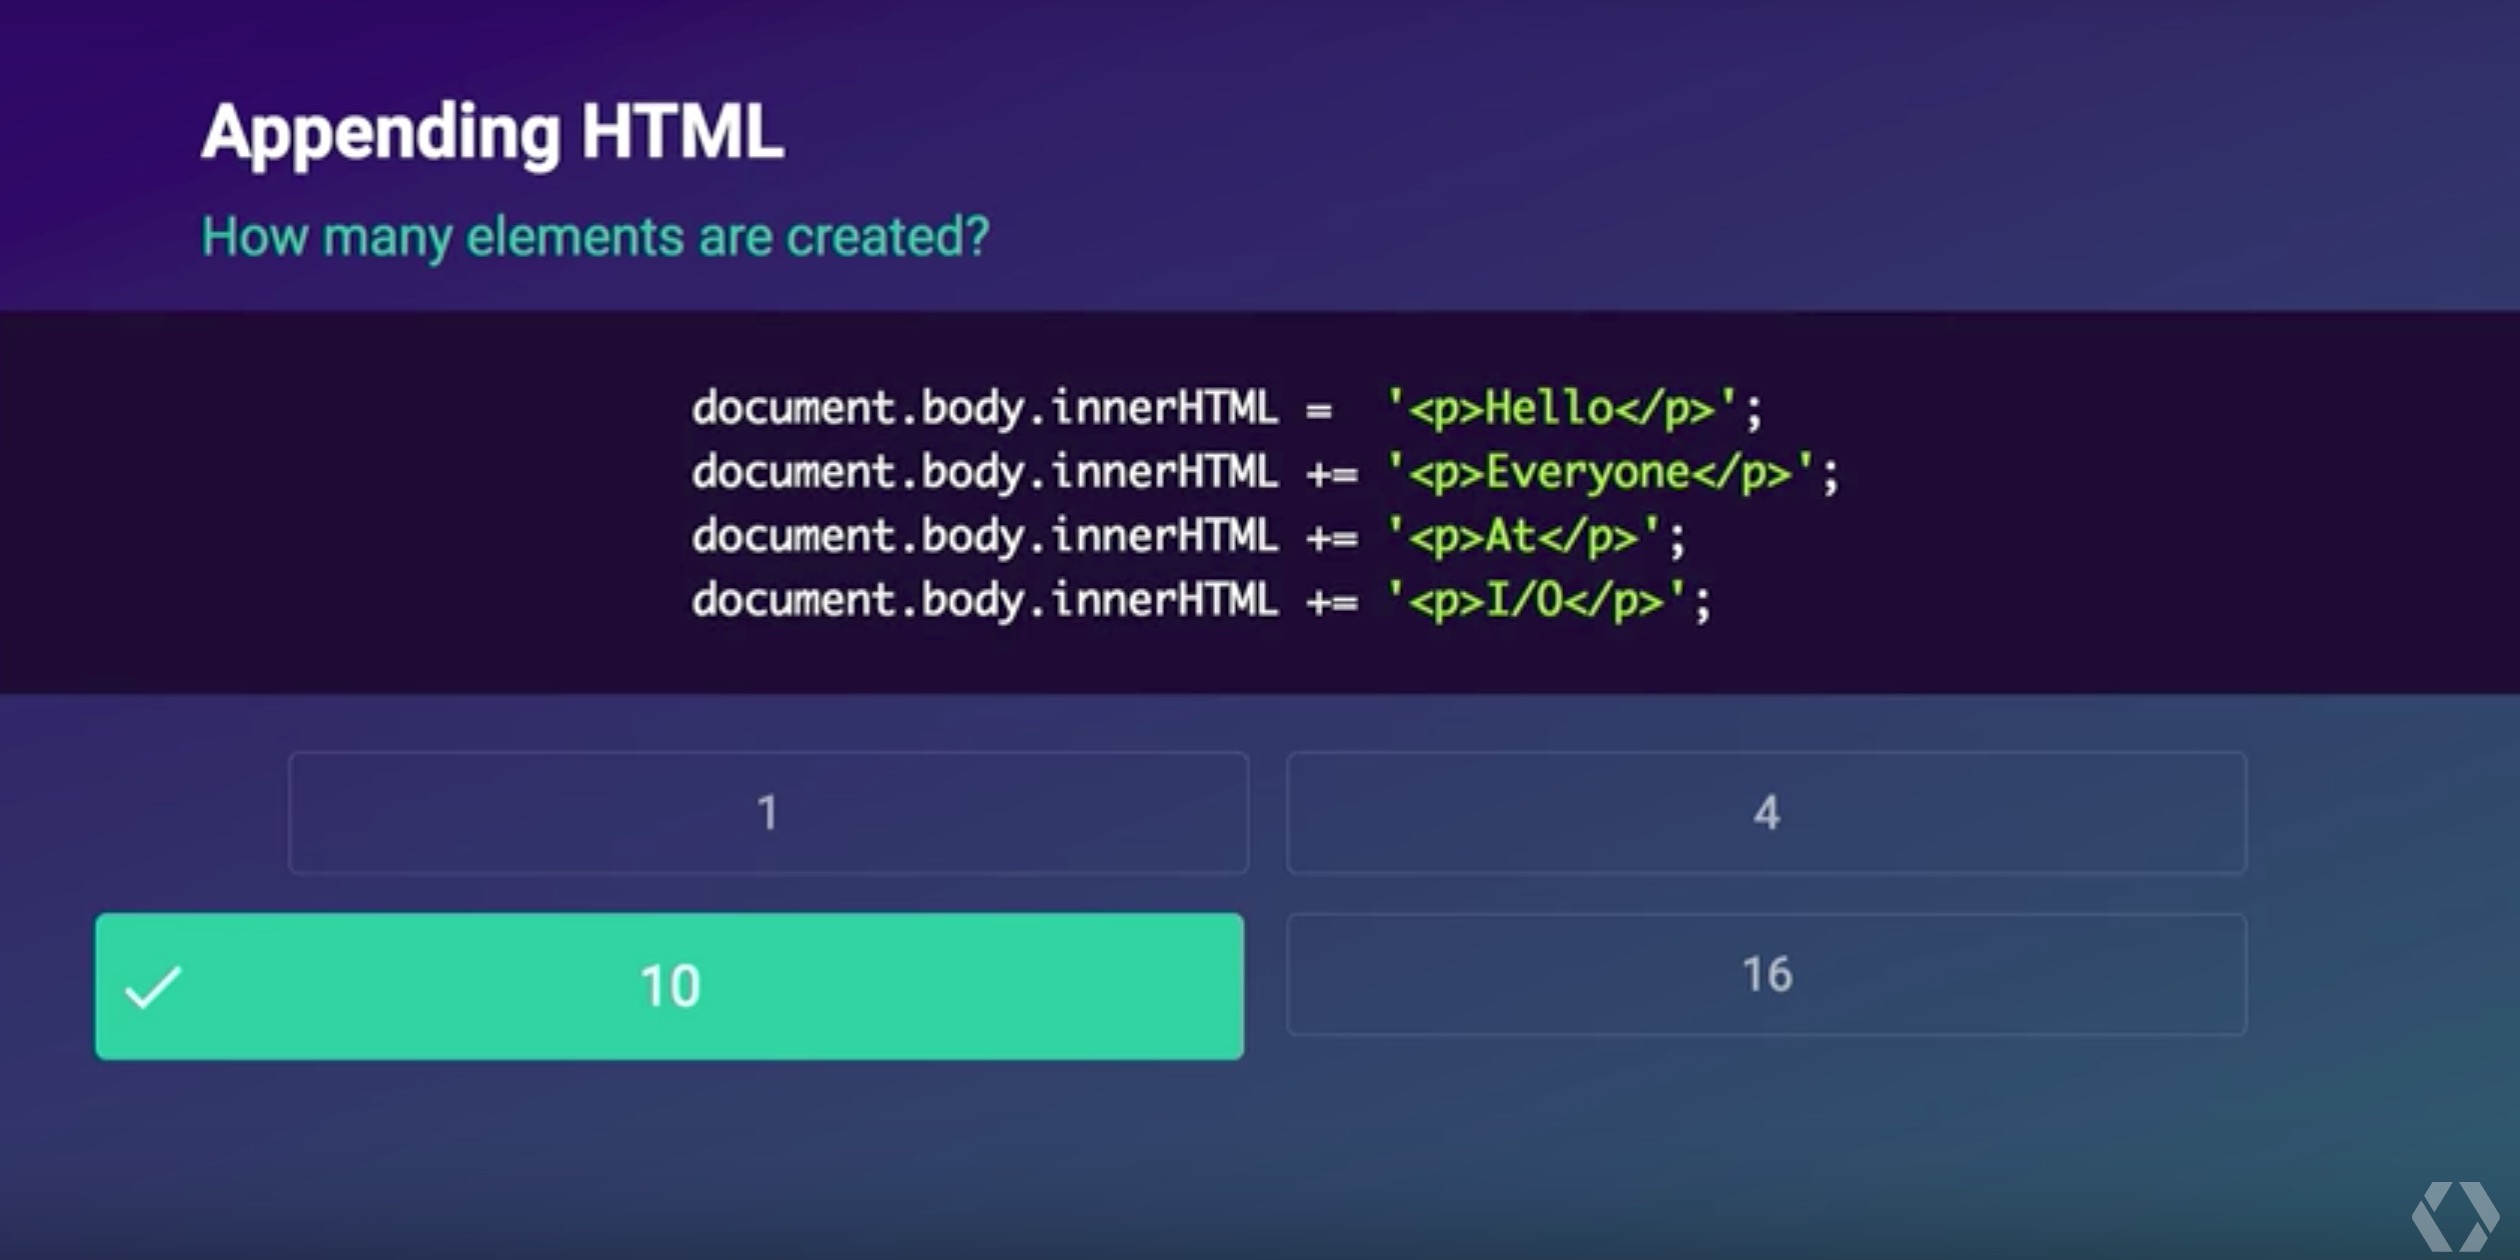 Appending HTML
How many elements are created?
document.body.innerHTML =  '<p>Hello</p>';
document.body.innerHTML += '<p>Everyone</p>';
document.body.innerHTML += '<p>At</p>';
document.body.innerHTML += '<p>I/O</p>';
1
4
10
16